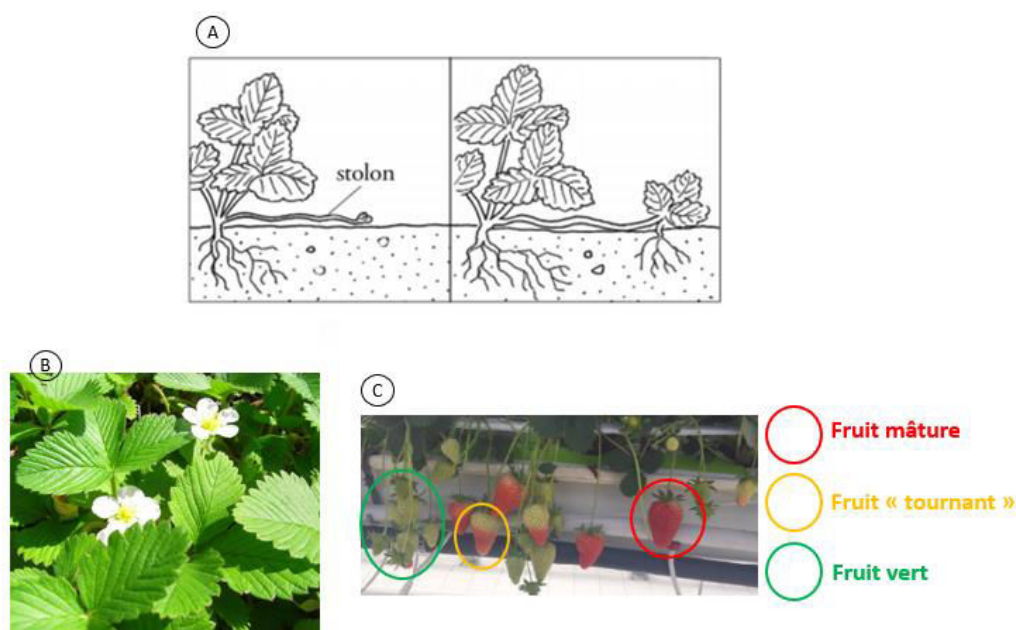 A
stolon
B
C
Fruit mâture
Fruit « tournant »
Fruit vert